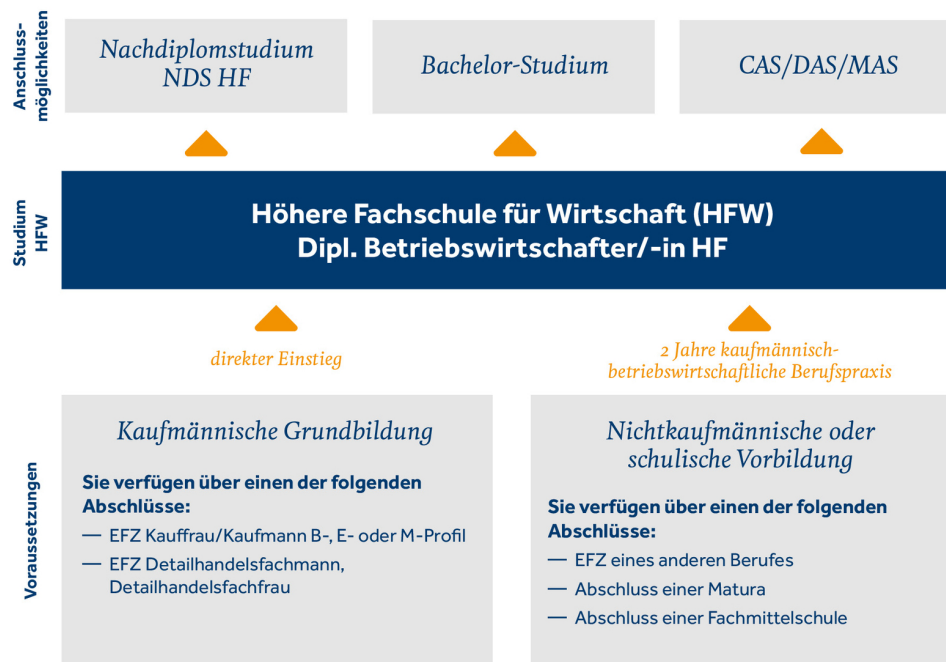 Anschluss-
möglichkeiten
Nachdiplomstudium
NDS HF
Bachelor-Studium
CAS/DAS/MAS
Studium
HFW
Höhere Fachschule für Wirtschaft (HFW)
Dipl. Betriebswirtschafter/-in HF
direkter Einstieg
2 Jahre kaufmännisch-
betriebswirtschaftliche Berufspraxis
Voraussetzungen
Kaufmännische Grundbildung
Sie verfügen über einen der folgenden
Abschlüsse:
— EFZ Kauffrau/Kaufmann B-, E- oder M-Profil
— EFZ Detailhandelsfachmann,
Detailhandelsfachfrau
Nichtkaufmännische oder
schulische Vorbildung
Sie verfügen über einen der folgenden
Abschlüsse:
— EFZ eines anderen Berufes
— Abschluss einer Matura
— Abschluss einer Fachmittelschule